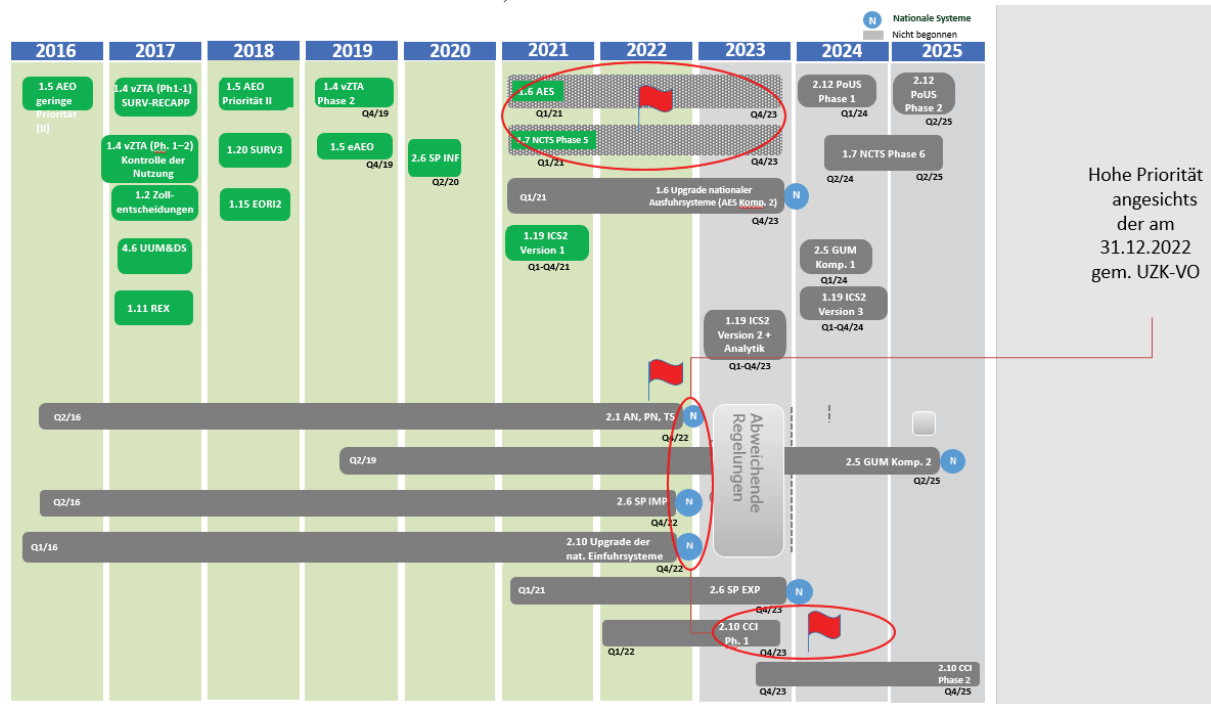 N Nationale Systeme
Nicht begonnen
2016 2017 2018 2019 2020 2021 2022 2023 2024 2025
1.5 AEO
geringe
Priorität
(II)
1.4 vZTA (Ph1-1)
SURV-RECAPP
1.5 AEO
Priorität II
1.4 vZTA
Phase 2
Q4/19
1.6 AES
Q1/21
Q4/23
2.12 PoUS
Phase 1
Q1/24
2.12
PoUS
Phase 2
Q2/25
1.4 vZTA (Ph. 1–2)
Kontrolle der
Nutzung
1.20 SURV3
1.5 eAEO
Q4/19
2.6 SP INF
Q2/20
1.7 NCTS Phase 5
Q1/21
Q4/23
1.7 NCTS Phase 6
Q2/24
Q2/25
1.2 Zoll-
entscheidungen
1.15 EORI2
Q1/21
1.6 Upgrade nationaler
Ausfuhrsysteme (AES Komp. 2)
N
Q4/23
4.6 UUM&DS
1.19 ICS2
Version 1
Q1-Q4/21
2.5 GUM
Komp. 1
Q1/24
1.11 REX
1.19 ICS2
Version 2 +
Analytik
Q1-Q4/23
1.19 ICS2
Version 3
Q1-Q4/24
Hohe Priorität
angesichts
der am
31.12.2022
gem. UZK-VO
Q2/16
2.1 AN, PN, TS
N
Q4/22
Abweichende
Regelungen
Q2/19
2.5 GUM Komp. 2
N
Q2/25
Q2/16
2.6 SP IMP
N
Q4/22
Q1/16
2.10 Upgrade der
nat. Einfuhrsysteme
N
Q4/22
Q1/21
2.6 SP EXP
N
Q4/23
2.10 CCI
Ph. 1
Q1/22
Q4/23
2.10 CCI
Phase 2
Q4/23
Q4/25